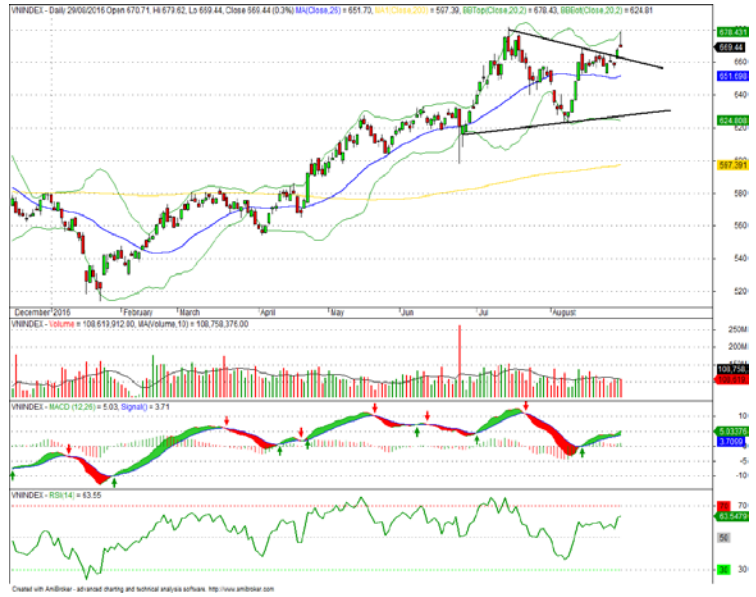 VNINDEX - Daily 29/08/2016 Open 670.71, Hi 673.62, Lo 669.44, Close 669.44 (0.3%) MA(Close,26) = 651.70, MA1(Close,200) = 597.39, BBTop(Close,20,2) = 678.43, BBBot(Close,20,2) = 624.81
678.431
669.44
660
651.698
640
624.808
600
597.391
580
560
540
520
December 2016 February March April May Jun Jul August
VNINDEX - Volume = 108,619,912.00, MA(Volume,10) = 108,758,376.00
250M
200M
108,758,
VNINDEX - MACD (12,26) = 5.03, Signal() = 3.71
10
5.03376
3.7099
-5
-10
VNINDEX - RSI(14) = 63.55
70 70
63.5479
50
30 30
Created with AmiBroker - advanced charting and technical analysis software. http://www.amibroker.com